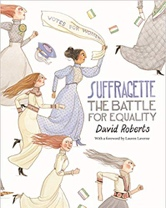 VOTES FOR WOMEN
SUFFRAGETTE
THE BATTLE
FOR EQUALITY
David Roberts
With a foreword by Lauren Laverne